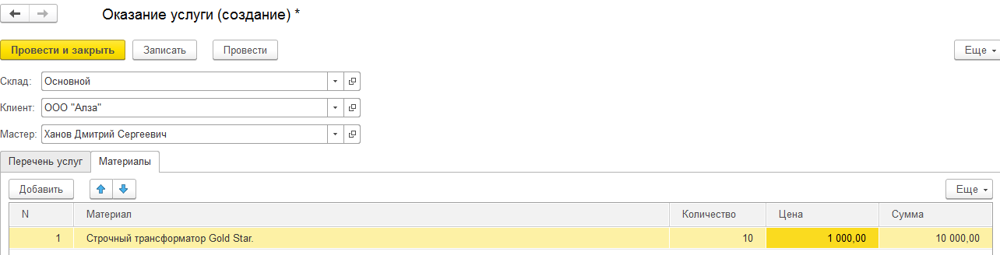 Оказание услуги (создание) *
Провести и закрыть Записать Провести Еще
Склад: Основной
Клиент: ООО "Алза"
Мастер: Ханов Дмитрий Сергеевич
Перечень услуг Материалы
Добавить Еще
N Материал Количество Цена Сумма
1 Строчный трансформатор Gold Star. 10 1 000,00 10 000,00